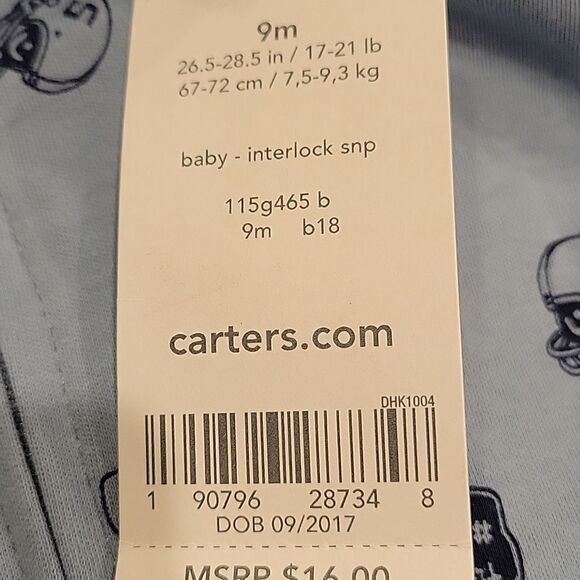 9m
26.5-28.5 in / 17-21 lb
67-72 cm / 7,5-9,3 kg
baby - interlock snp
115g465 b
9m b18
carters.com
DHK1004
1 90796 28734 8
DOB 09/2017
MSRP $16.00
#